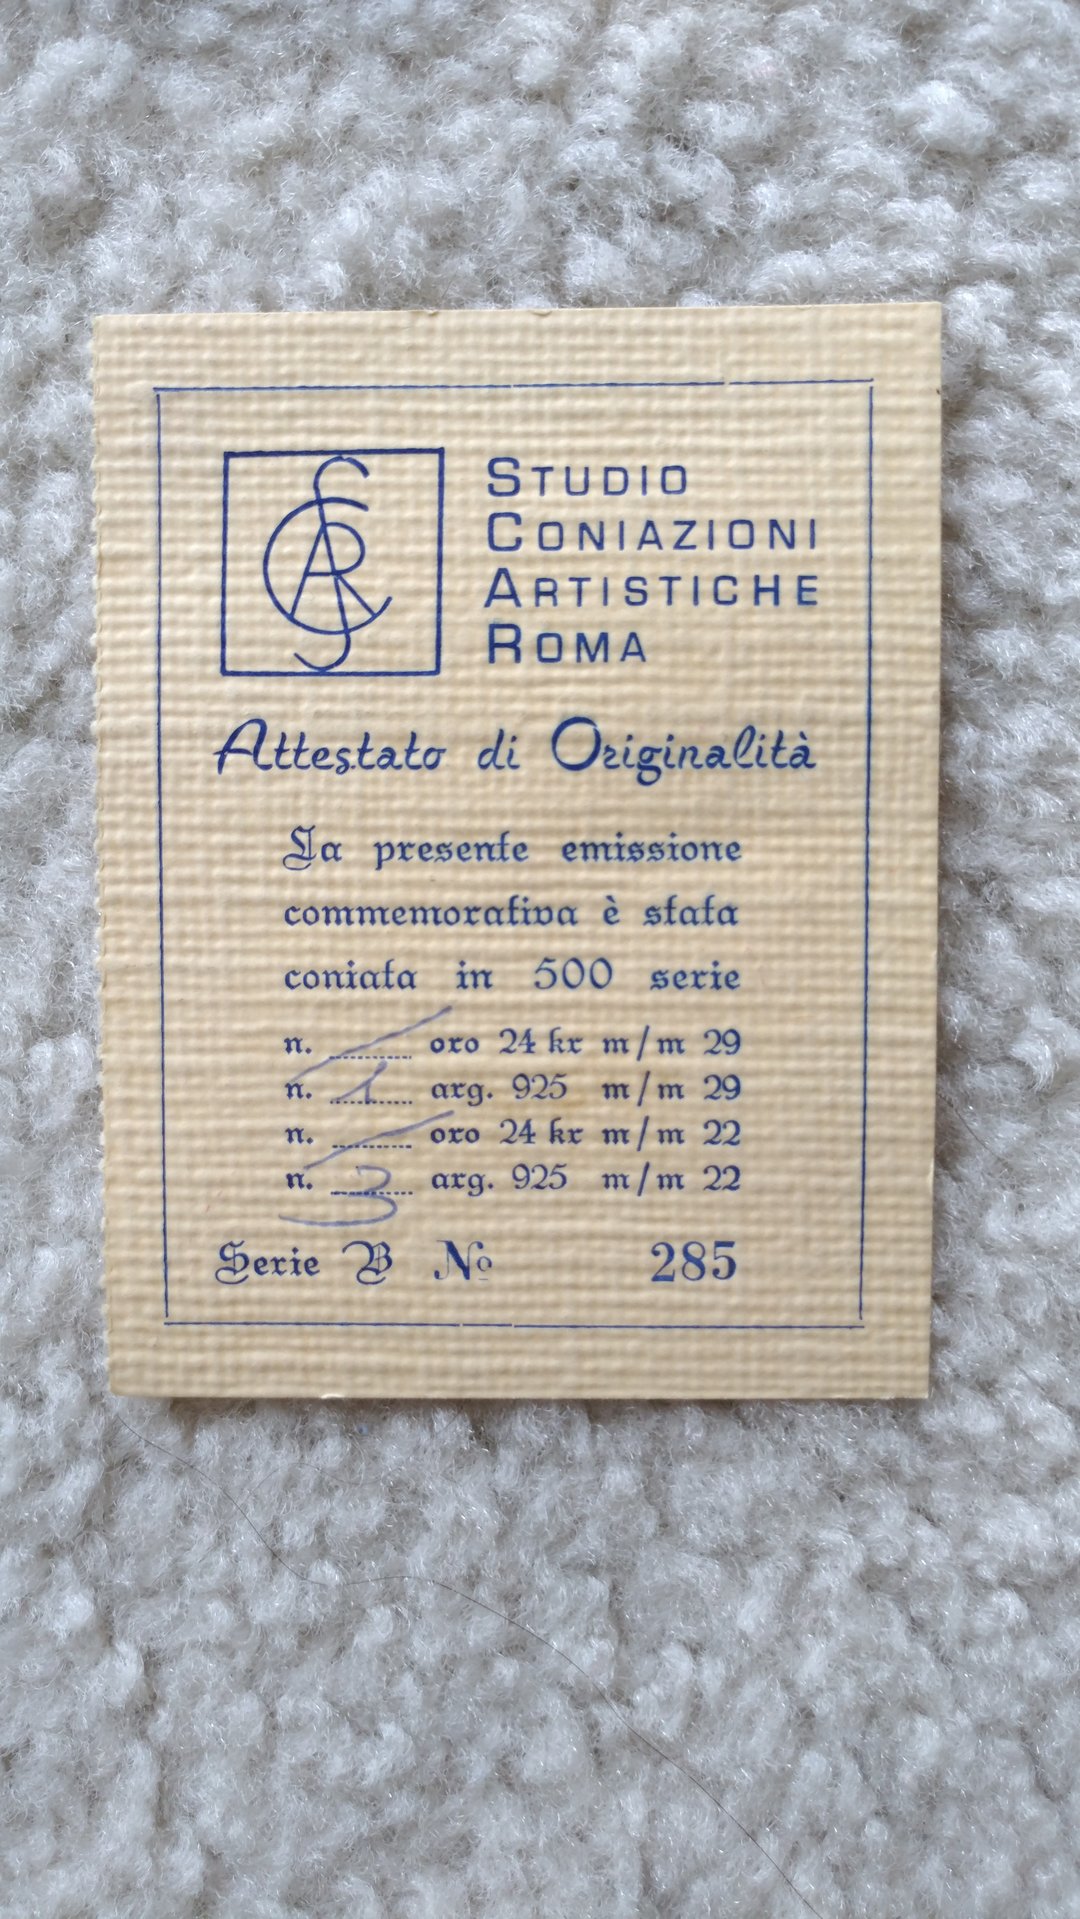 STUDIO
CONIAZIONI
ARTISTICHE
ROMA
Attestato di Originalità
La presente emissione
commemorativa è stata
coniata in 500 serie
n. ........ oro 24 kr m/m 29
n. 1 arg. 925 m/m 29
n. ........ oro 24 kr m/m 22
n. 3 arg. 925 m/m 22
Serie B Nº 285